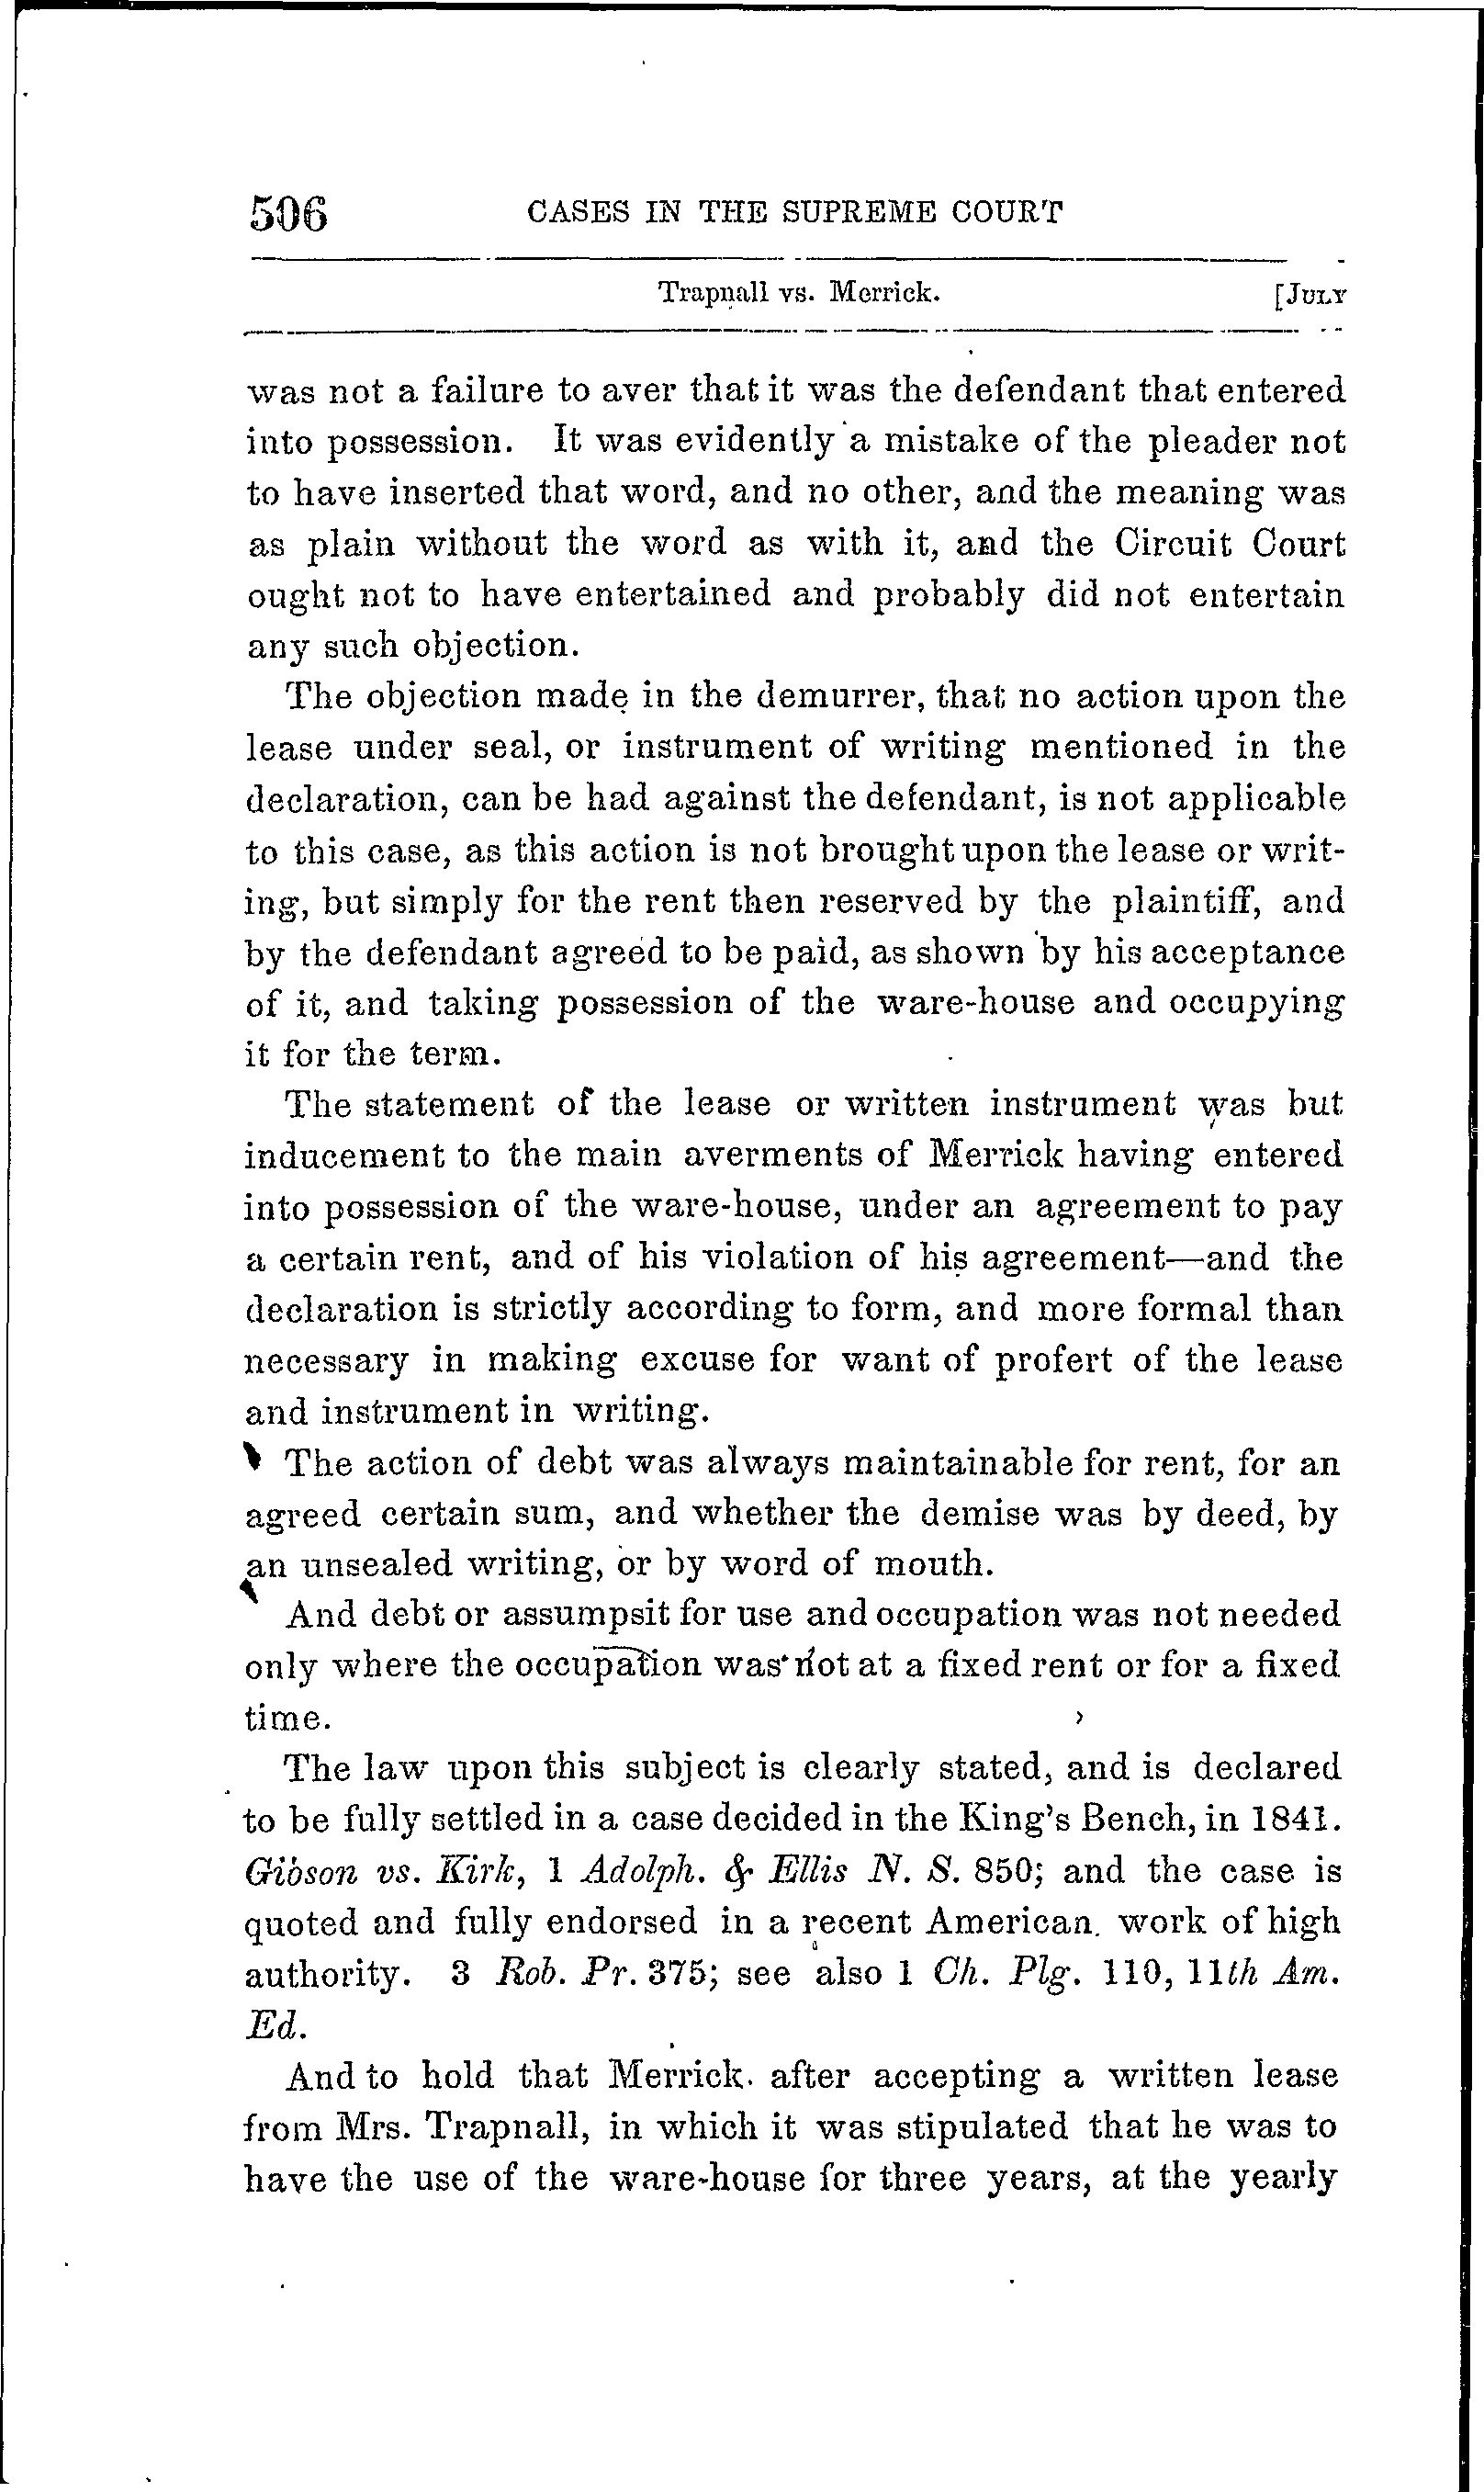 506 CASES IN THE SUPREME COURT
Trapnall vs. Merrick. [JULY
was not a failure to aver that it was the defendant that entered
into possession. It was evidently a mistake of the pleader not
to have inserted that word, and no other, and the meaning was
as plain without the word as with it, and the Circuit Court
ought not to have entertained and probably did not entertain
any such objection.
The objection made in the demurrer, that no action upon the
lease under seal, or instrument of writing mentioned in the
declaration, can be had against the defendant, is not applicable
to this case, as this action is not brought upon the lease or writ-
ing, but simply for the rent then reserved by the plaintiff, and
by the defendant agreed to be paid, as shown by his acceptance
of it, and taking possession of the ware-house and occupying
it for the term.
The statement of the lease or written instrument was but
inducement to the main averments of Merrick having entered
into possession of the ware-house, under an agreement to pay
a certain rent, and of his violation of his agreement—and the
declaration is strictly according to form, and more formal than
necessary in making excuse for want of profert of the lease
and instrument in writing.
The action of debt was always maintainable for rent, for an
agreed certain sum, and whether the demise was by deed, by
an unsealed writing, or by word of mouth.
And debt or assumpsit for use and occupation was not needed
only where the occupation was not at a fixed rent or for a fixed
time.
The law upon this subject is clearly stated, and is declared
to be fully settled in a case decided in the King's Bench, in 1841.
Gibson vs. Kirk, 1 Adolph. & Ellis N. S. 850; and the case is
quoted and fully endorsed in a recent American. work of high
authority. 3 Rob. Pr. 375; see also 1 Ch. Plg. 110, 11th Am.
Ed.
And to hold that Merrick. after accepting a written lease
from Mrs. Trapnall, in which it was stipulated that he was to
have the use of the ware-house for three years, at the yearly